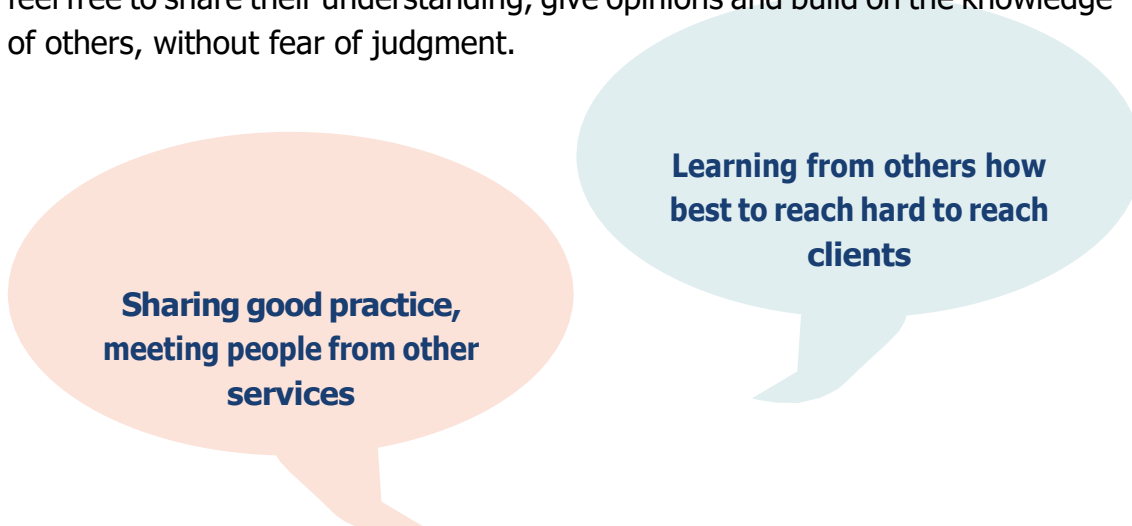 feel free to share their understanding, give opinions and build on the knowledge
of others, without fear of judgment.
Learning from others how
best to reach hard to reach
clients
Sharing good practice,
meeting people from other
services